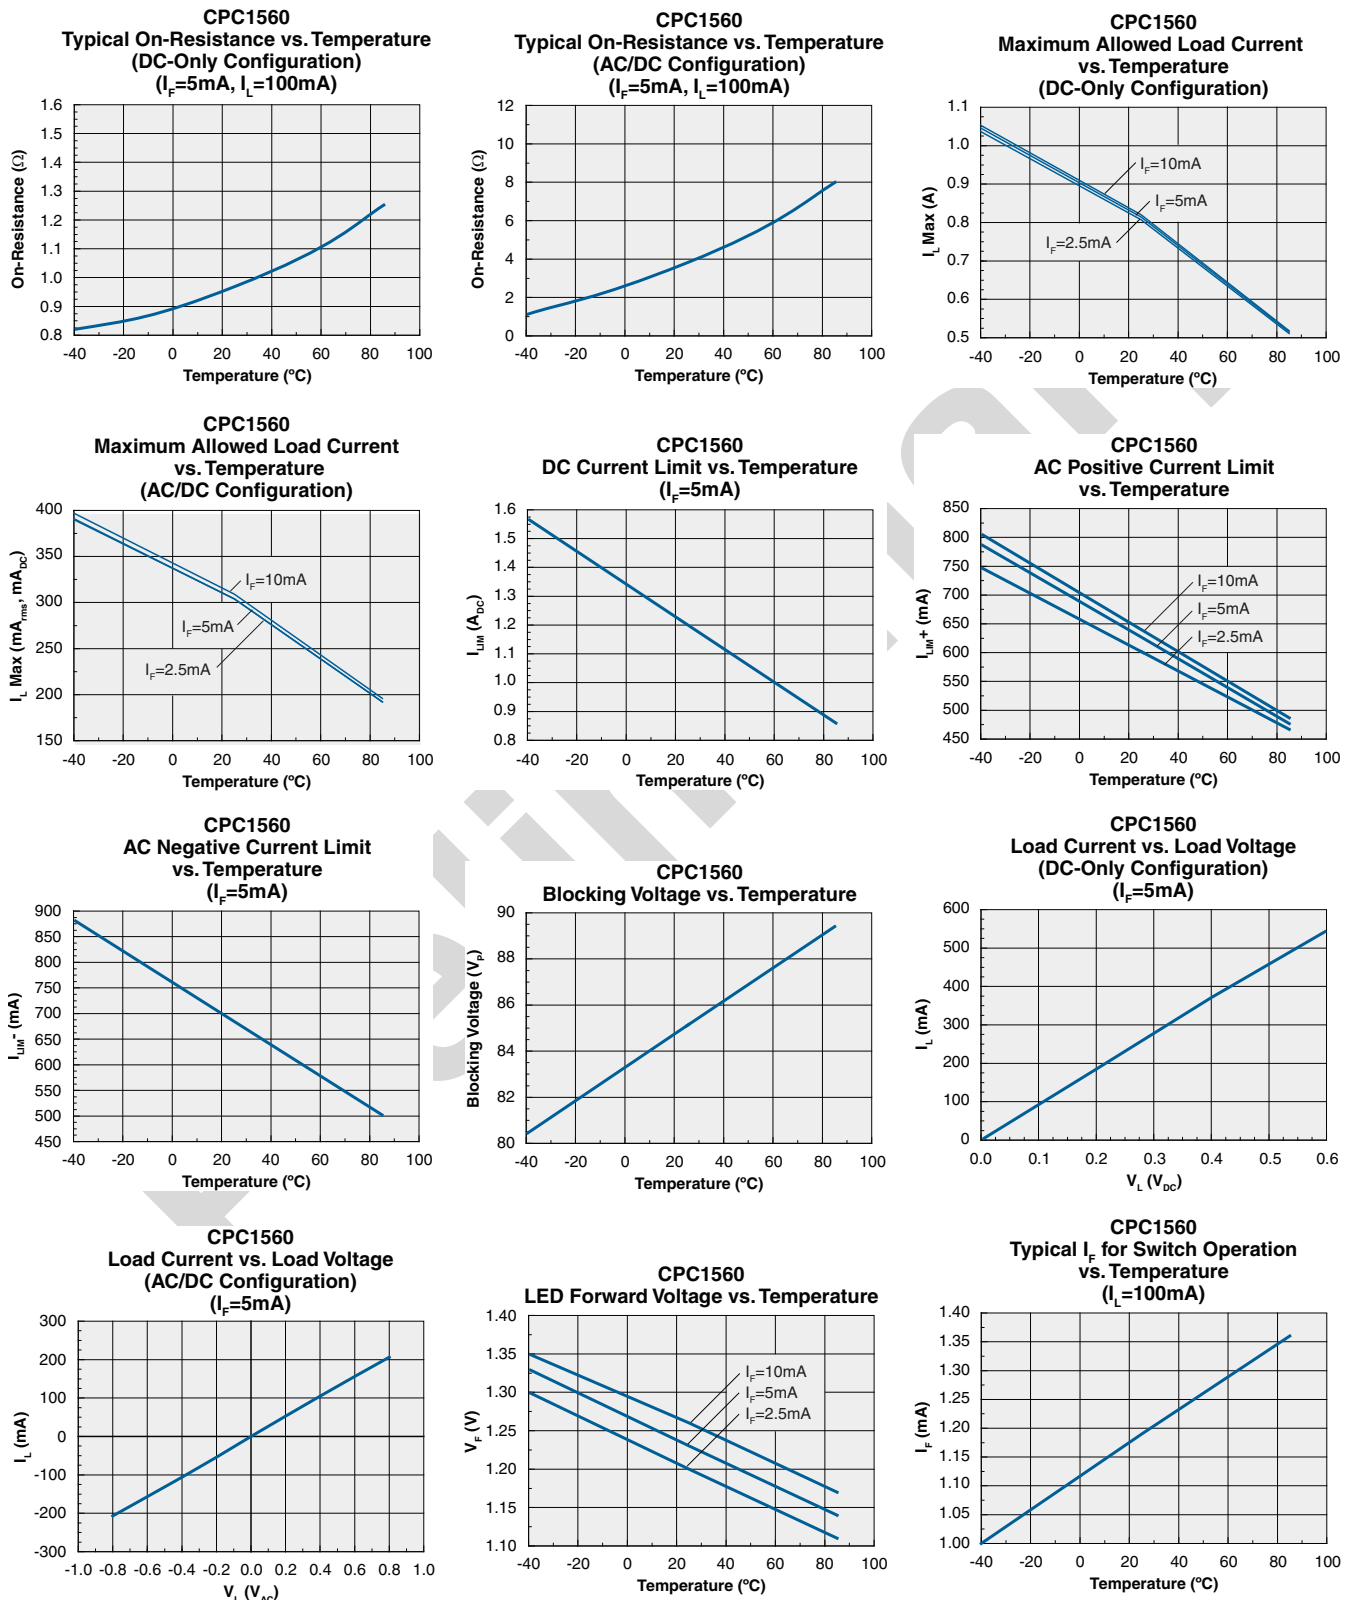 CPC1560
Typical On-Resistance vs. Temperature
(DC-Only Configuration)
(IF=5mA, IL=100mA)
On-Resistance (Ω)
1.6
1.5
1.4
1.3
1.2
1.1
1.0
0.9
0.8
-40 -20 0 20 40 60 80 100
Temperature (ºC)
CPC1560
Typical On-Resistance vs. Temperature
(AC/DC Configuration)
(IF=5mA, IL=100mA)
On-Resistance (Ω)
12
10
8
6
4
2
0
-40 -20 0 20 40 60 80 100
Temperature (ºC)
CPC1560
Maximum Allowed Load Current
vs. Temperature
(DC-Only Configuration)
IL Max (A)
1.1
1.0
0.9
0.8
0.7
0.6
0.5
IF=10mA
IF=5mA
IF=2.5mA
-40 -20 0 20 40 60 80 100
Temperature (ºC)
CPC1560
Maximum Allowed Load Current
vs. Temperature
(AC/DC Configuration)
IL Max (mArms, mADC)
400
350
300
250
200
150
IF=10mA
IF=5mA
IF=2.5mA
-40 -20 0 20 40 60 80 100
Temperature (ºC)
CPC1560
DC Current Limit vs. Temperature
(IF=5mA)
ILIM (ADC)
1.6
1.5
1.4
1.3
1.2
1.1
1.0
0.9
0.8
-40 -20 0 20 40 60 80 100
Temperature (ºC)
CPC1560
AC Positive Current Limit
vs. Temperature
ILIM+ (mA)
850
800
750
700
650
600
550
500
450
IF=10mA
IF=5mA
IF=2.5mA
-40 -20 0 20 40 60 80 100
Temperature (ºC)
CPC1560
AC Negative Current Limit
vs. Temperature
(IF=5mA)
ILIM- (mA)
900
850
800
750
700
650
600
550
500
450
-40 -20 0 20 40 60 80 100
Temperature (ºC)
CPC1560
Blocking Voltage vs. Temperature
Blocking Voltage (VP)
90
88
86
84
82
80
-40 -20 0 20 40 60 80 100
Temperature (ºC)
CPC1560
Load Current vs. Load Voltage
(DC-Only Configuration)
(IF=5mA)
IL (mA)
600
500
400
300
200
100
0
0.0 0.1 0.2 0.3 0.4 0.5 0.6
VL (VDC)
CPC1560
Load Current vs. Load Voltage
(AC/DC Configuration)
(IF=5mA)
IL (mA)
300
200
100
0
-100
-200
-300
-1.0 -0.8 -0.6 -0.4 -0.2 0.0 0.2 0.4 0.6 0.8 1.0
VL (VAC)
CPC1560
LED Forward Voltage vs. Temperature
VF (V)
1.40
1.35
1.30
1.25
1.20
1.15
1.10
IF=10mA
IF=5mA
IF=2.5mA
-40 -20 0 20 40 60 80 100
Temperature (ºC)
CPC1560
Typical IF for Switch Operation
vs. Temperature
(IL=100mA)
IF (mA)
1.40
1.35
1.30
1.25
1.20
1.10
1.10
1.05
1.00
-40 -20 0 20 40 60 80 100
Temperature (ºC)